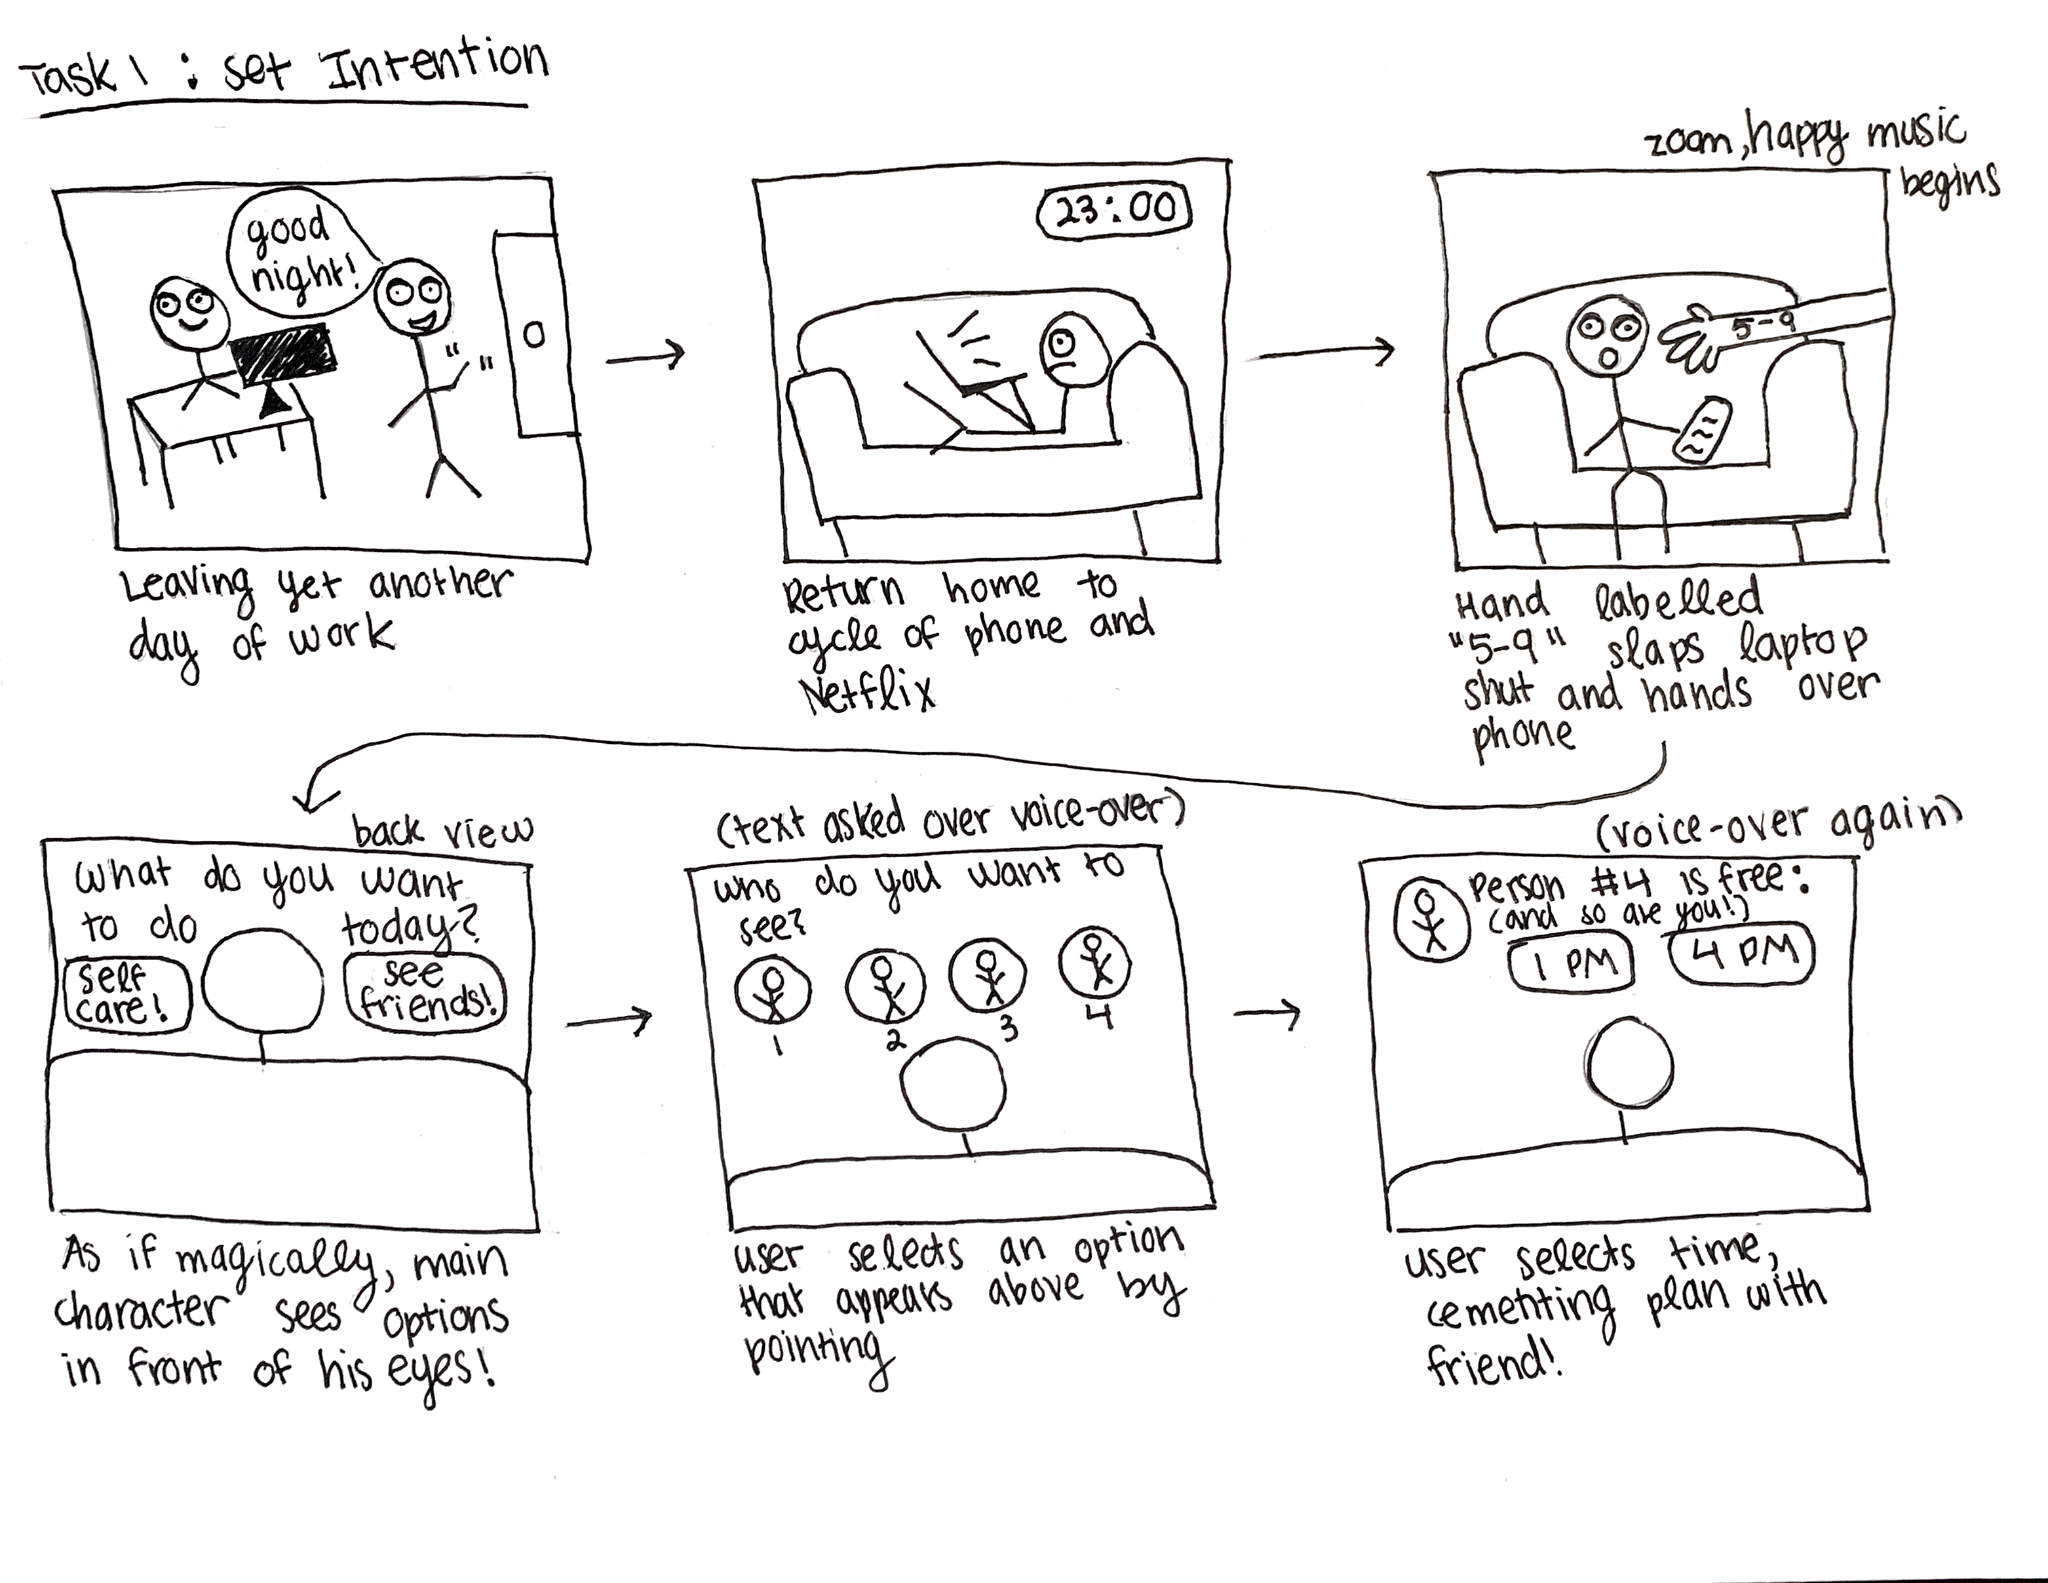 Task 1 : Set Intention
good
night!
Leaving yet another
day of work
23:00
Return home to
cycle of phone and
Netflix
zoom, happy music
begins
5-9
Hand labelled
"5-9" slaps laptop
shut and hands over
phone
back view
What do you want
to do today?
self
care!
see
friends!
As if magically, main
character sees options
in front of his eyes!
(text asked over voice-over)
who do you want to
see?
1
2
3
4
user selects an option
that appears above by
pointing
(voice-over again)
Person #4 is free:
(and so are you!)
1 PM
4 PM
user selects time,
cementing plan with
friend!